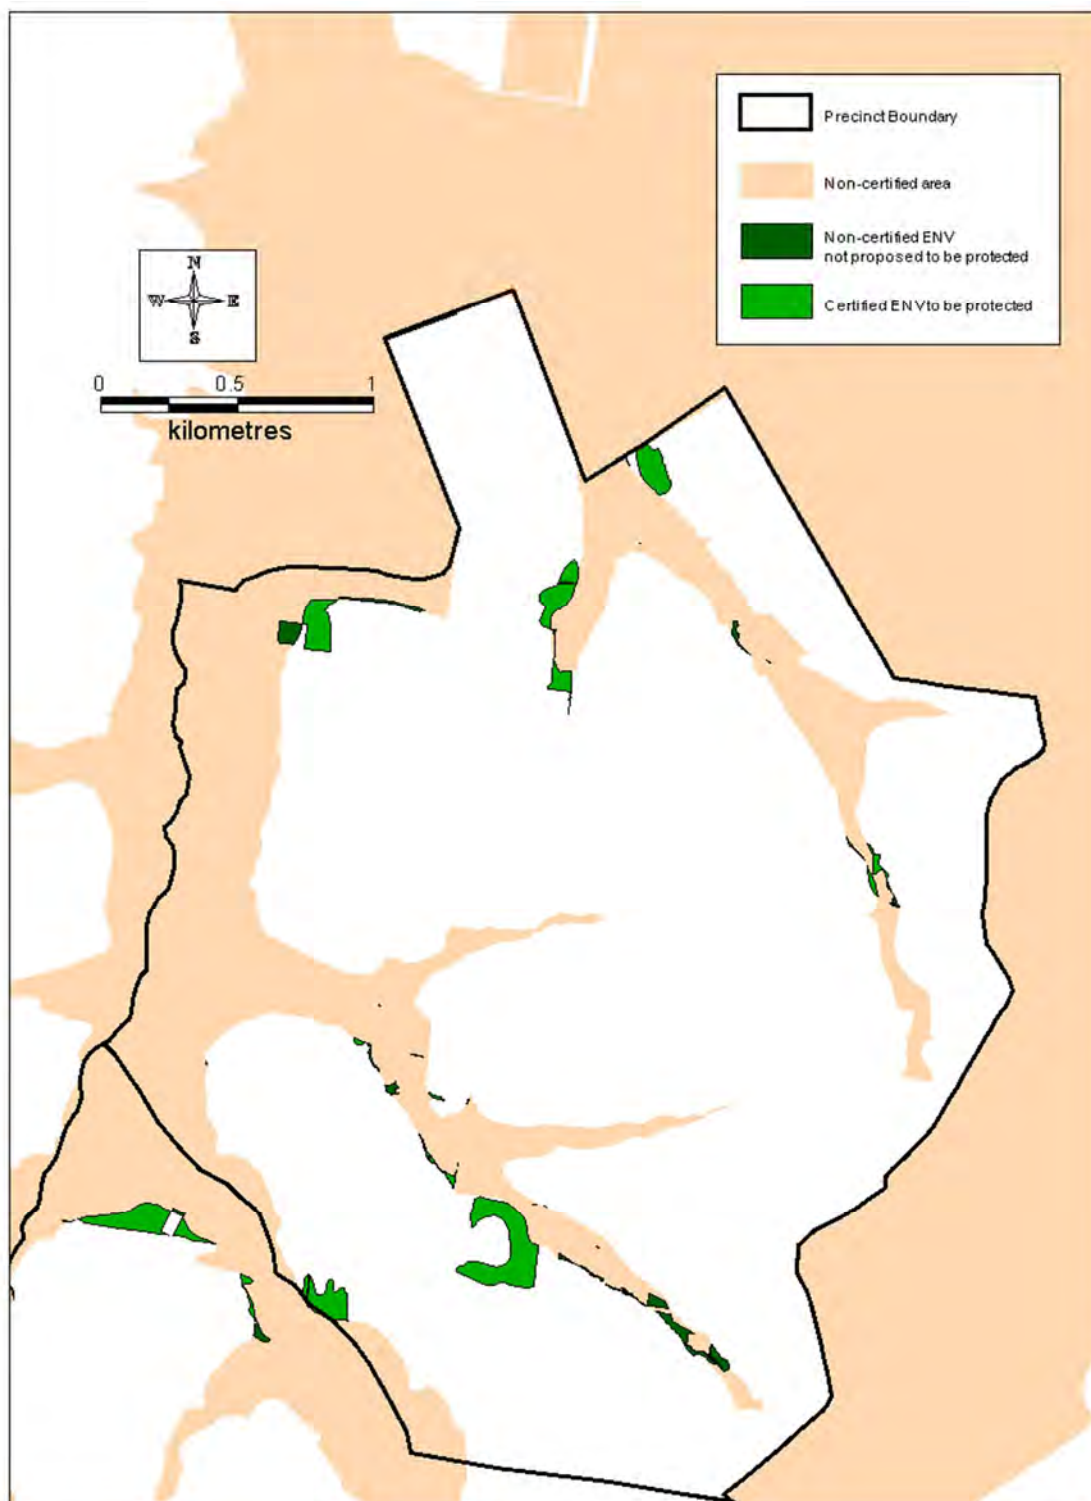 Precinct Boundary
Non-certified area
Non-certified ENV
not proposed to be protected
Certified ENV to be protected
N
W E
S
0 0.5 1
kilometres